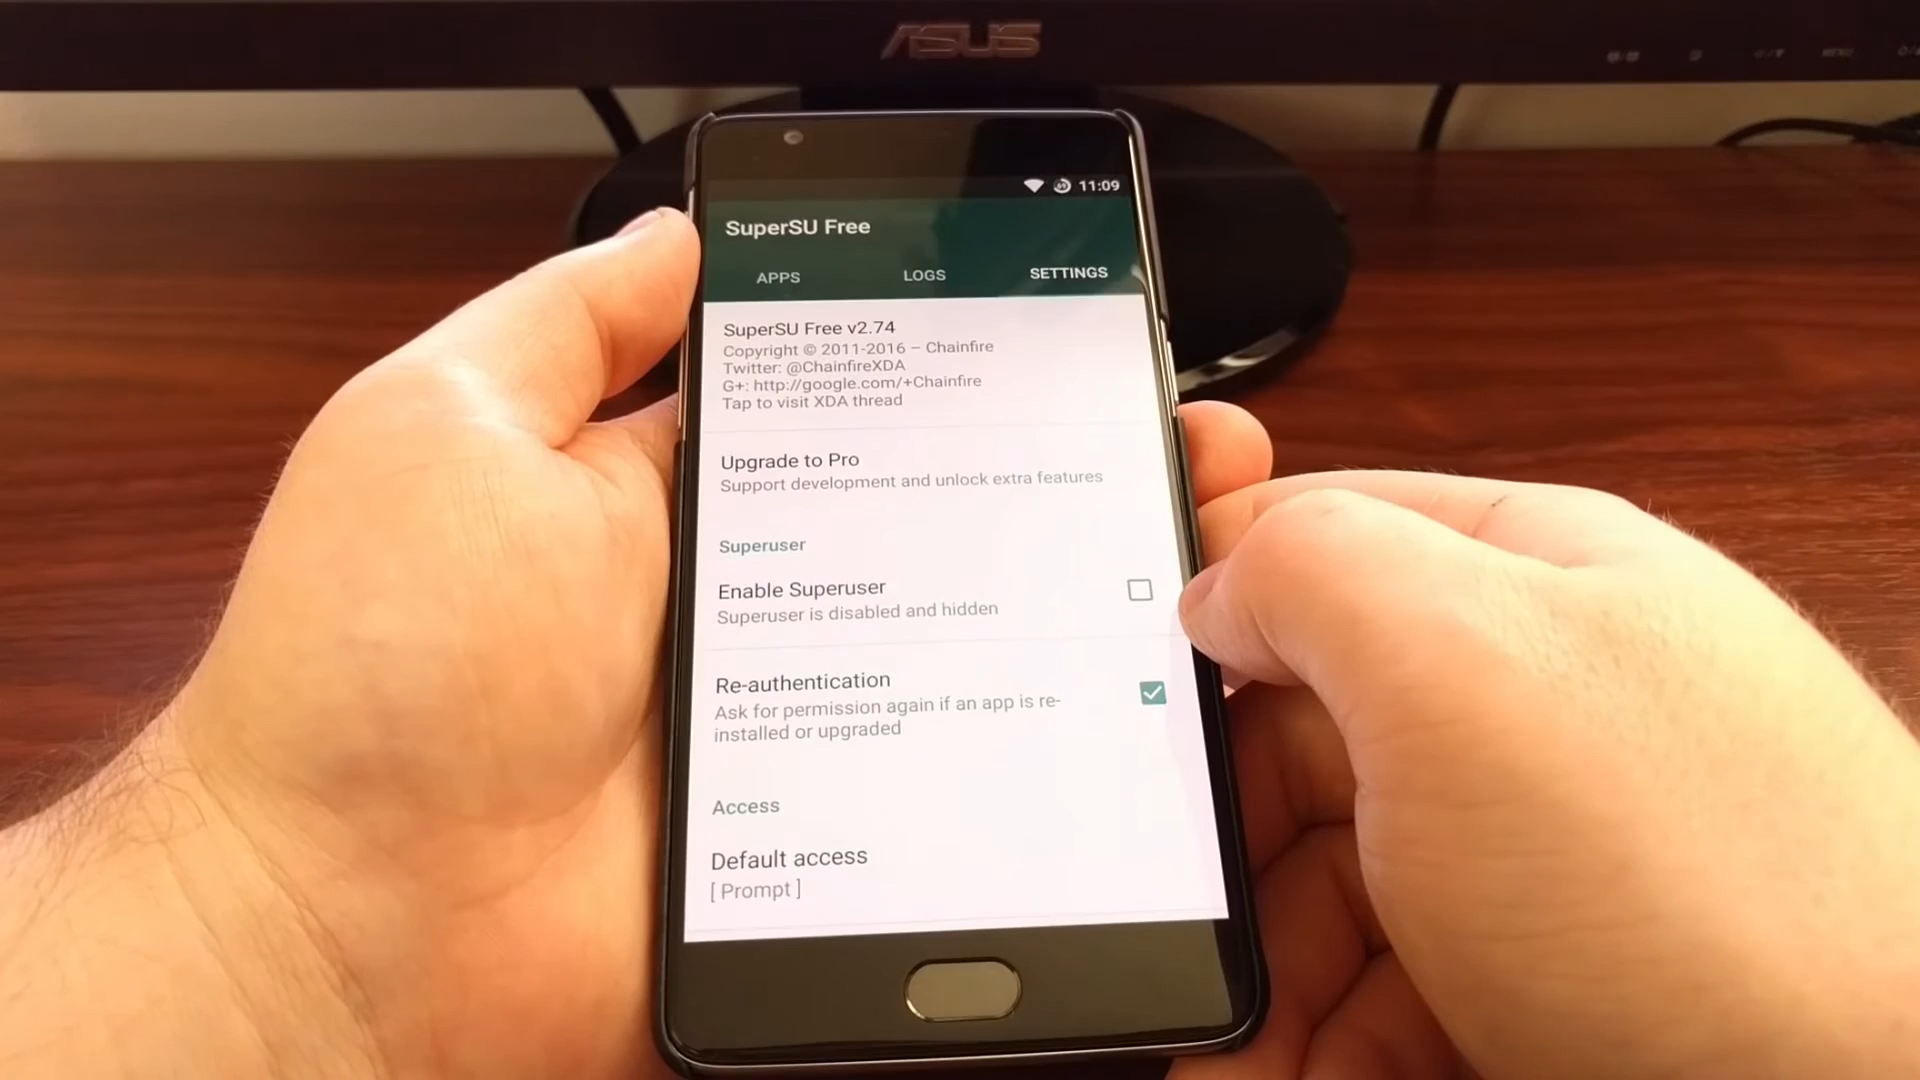 ASUS
MENU
11:09
SuperSU Free
APPS
LOGS
SETTINGS
SuperSU Free v2.74
Copyright © 2011-2016 – Chainfire
Twitter: @ChainfireXDA
G+: http://google.com/+Chainfire
Tap to visit XDA thread
Upgrade to Pro
Support development and unlock extra features
Superuser
Enable Superuser
Superuser is disabled and hidden
Re-authentication
Ask for permission again if an app is re-
installed or upgraded
Access
Default access
[ Prompt ]